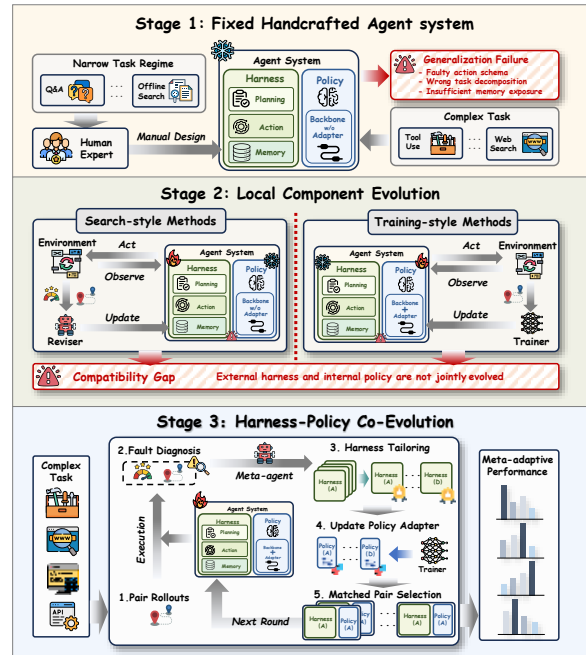 Stage 1: Fixed Handcrafted Agent system
Narrow Task Regime
Q&A
Offline
Search
Human
Expert
Manual Design
Agent System
Harness
Planning
Action
Memory
Policy
Backbone
w/o
Adapter
Generalization Failure
- Faulty action schema
- Wrong task decomposition
- Insufficient memory exposure
Complex Task
Tool
Use
Web
Search
Stage 2: Local Component Evolution
Search-style Methods
Environment
Act
Observe
Update
Reviser
Agent System
Harness
Planning
Action
Memory
Policy
Backbone
w/o
Adapter
Training-style Methods
Agent System
Harness
Planning
Action
Memory
Policy
Backbone
+
Adapter
Act
Environment
Observe
Update
Trainer
Compatibility Gap
External harness and internal policy are not jointly evolved
Stage 3: Harness-Policy Co-Evolution
Complex
Task
API
2.Fault Diagnosis
Meta-agent
3. Harness Tailoring
Harness
(A)
Harness
(A)
Harness
(D)
Execution
Agent System
Harness
Planning
Action
Memory
Policy
Backbone
+
Adapter
4. Update Policy Adapter
Policy
(A)
Policy
(D)
Trainer
1.Pair Rollouts
Next Round
5. Matched Pair Selection
Harness
(A)
Policy
(A)
Harness
(A)
Policy
(A)
Meta-adaptive
Performance